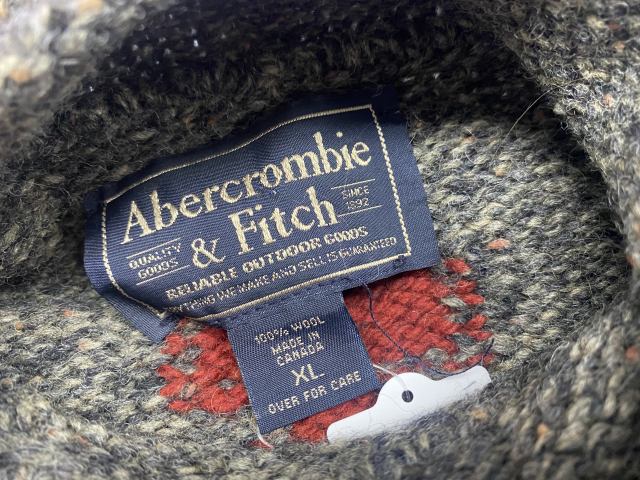 Abercrombie
& Fitch
QUALITY
GOODS
SINCE
1892
RELIABLE OUTDOOR GOODS
WE MAKE AND SELL IS GUARANTEED
100% WOOL
MADE IN
CANADA
XL
OVER FOR CARE